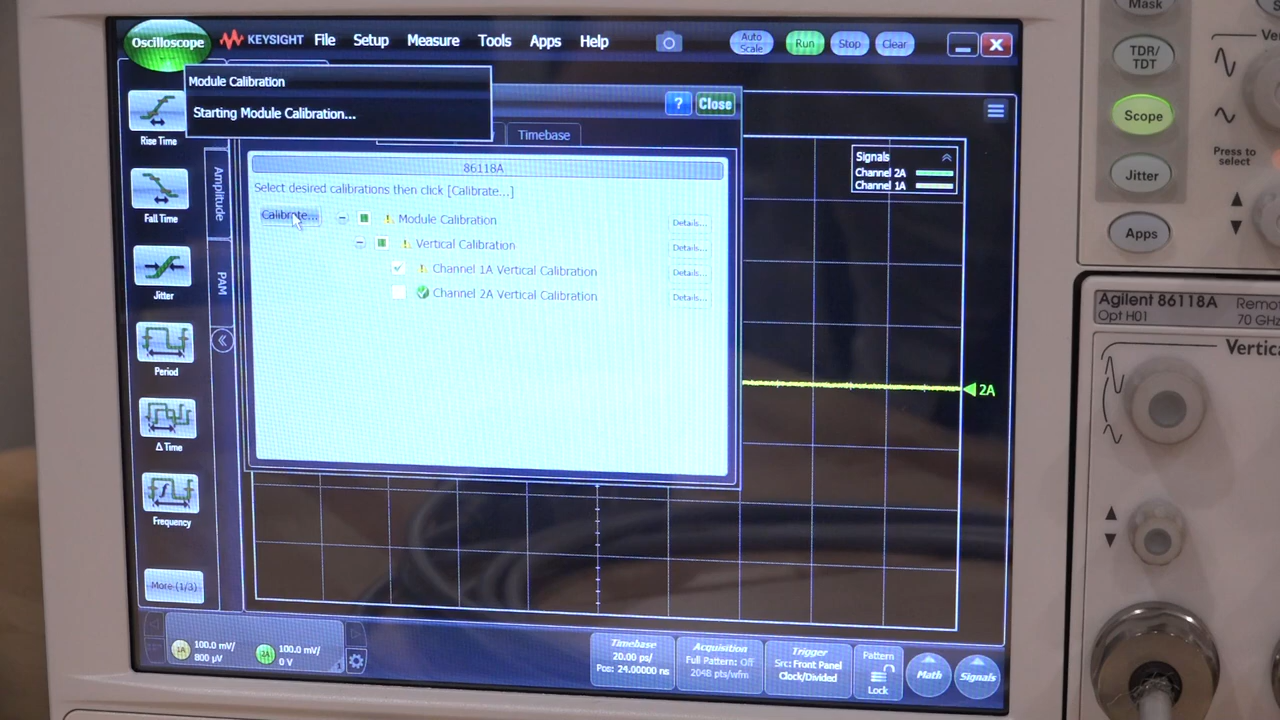 Oscilloscope
KEYSIGHT
File
Setup
Measure
Tools
Apps
Help
Auto
Scale
Run
Stop
Clear
Module Calibration
Starting Module Calibration...
?
Close
Timebase
86118A
Select desired calibrations then click [Calibrate...]
Calibrate...
Module Calibration
Details...
Vertical Calibration
Details...
Channel 1A Vertical Calibration
Details...
Channel 2A Vertical Calibration
Details...
Signals
Channel 2A
Channel 1A
Rise Time
Fall Time
Jitter
Period
Δ Time
Frequency
More (1/3)
Amplitude
PAM
2A
1A
100.0 mV/
800 µV
2A
100.0 mV/
0 V
1
Timebase
20.00 ps/
Pos: 24.00000 ns
Acquisition
Full Pattern: Off
2048 pts/wfm
Trigger
Src: Front Panel
Clock/Divided
Pattern
Lock
Math
Signals
Mask
TDR/
TDT
Scope
Jitter
Apps
Press to
select
Agilent 86118A
Opt H01
70 GHz